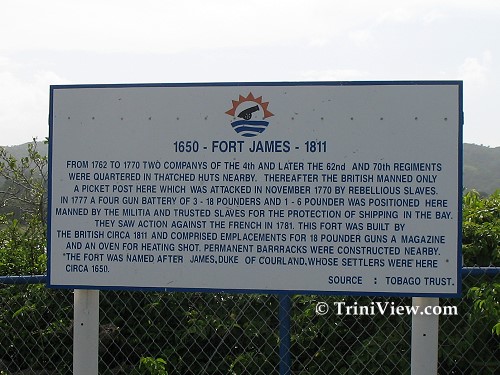 1650 - FORT JAMES - 1811
FROM 1762 TO 1770 TWO COMPANYS OF THE 4th AND LATER THE 62nd AND 70th REGIMENTS
WERE QUARTERED IN THATCHED HUTS NEARBY. THEREAFTER THE BRITISH MANNED ONLY
A PICKET POST HERE WHICH WAS ATTACKED IN NOVEMBER 1770 BY REBELLIOUS SLAVES.
IN 1777 A FOUR GUN BATTERY OF 3 - 18 POUNDERS AND 1 - 6 POUNDER WAS POSITIONED HERE
MANNED BY THE MILITIA AND TRUSTED SLAVES FOR THE PROTECTION OF SHIPPING IN THE BAY.
THEY SAW ACTION AGAINST THE FRENCH IN 1781. THIS FORT WAS BUILT BY
THE BRITISH CIRCA 1811 AND COMPRISED EMPLACEMENTS FOR 18 POUNDER GUNS A MAGAZINE
AND AN OVEN FOR HEATING SHOT. PERMANENT BARRRACKS WERE CONSTRUCTED NEARBY.
*THE FORT WAS NAMED AFTER JAMES,DUKE OF COURLAND,WHOSE SETTLERS WERE HERE *
CIRCA 1650.
SOURCE : TOBAGO TRUST.
© TriniView.com